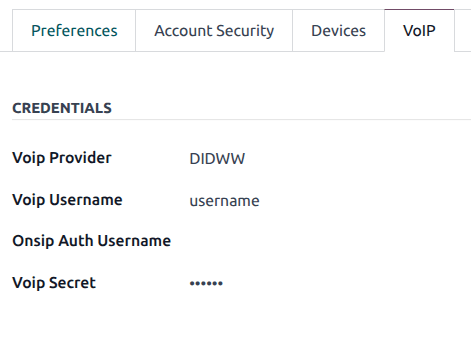 Preferences Account Security Devices VoIP
CREDENTIALS
Voip Provider DIDWW
Voip Username username
Onsip Auth Username
Voip Secret ••••••